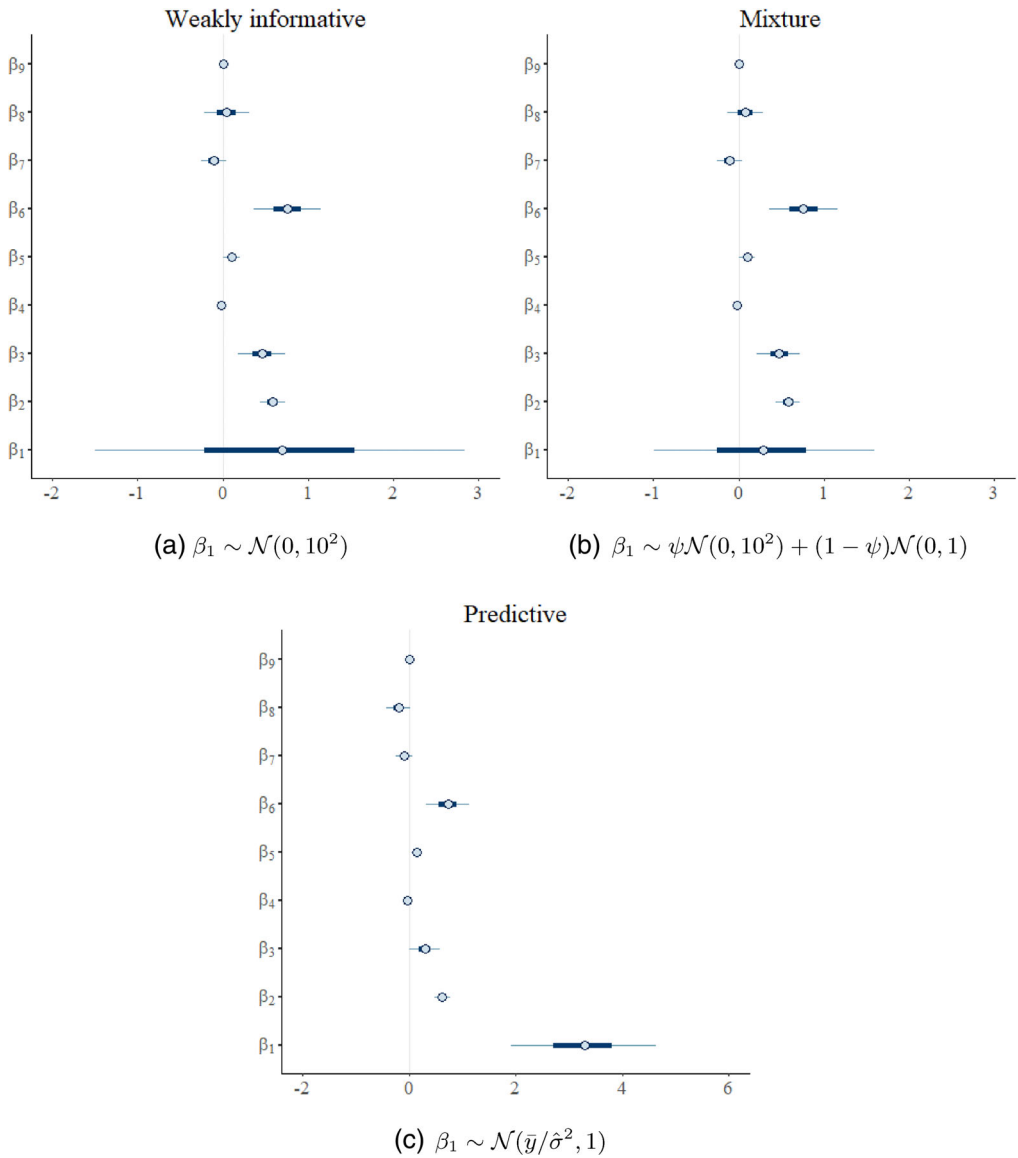 Weakly informative
β₉
β₈
β₇
β₆
β₅
β₄
β₃
β₂
β₁
-2 -1 0 1 2 3
(a) β₁ ∼ 𝒩(0, 10²)
Mixture
β₉
β₈
β₇
β₆
β₅
β₄
β₃
β₂
β₁
-2 -1 0 1 2 3
(b) β₁ ∼ ψ𝒩(0, 10²) + (1 − ψ)𝒩(0, 1)
Predictive
β₉
β₈
β₇
β₆
β₅
β₄
β₃
β₂
β₁
-2 0 2 4 6
(c) β₁ ∼ 𝒩(ȳ/σ̂², 1)